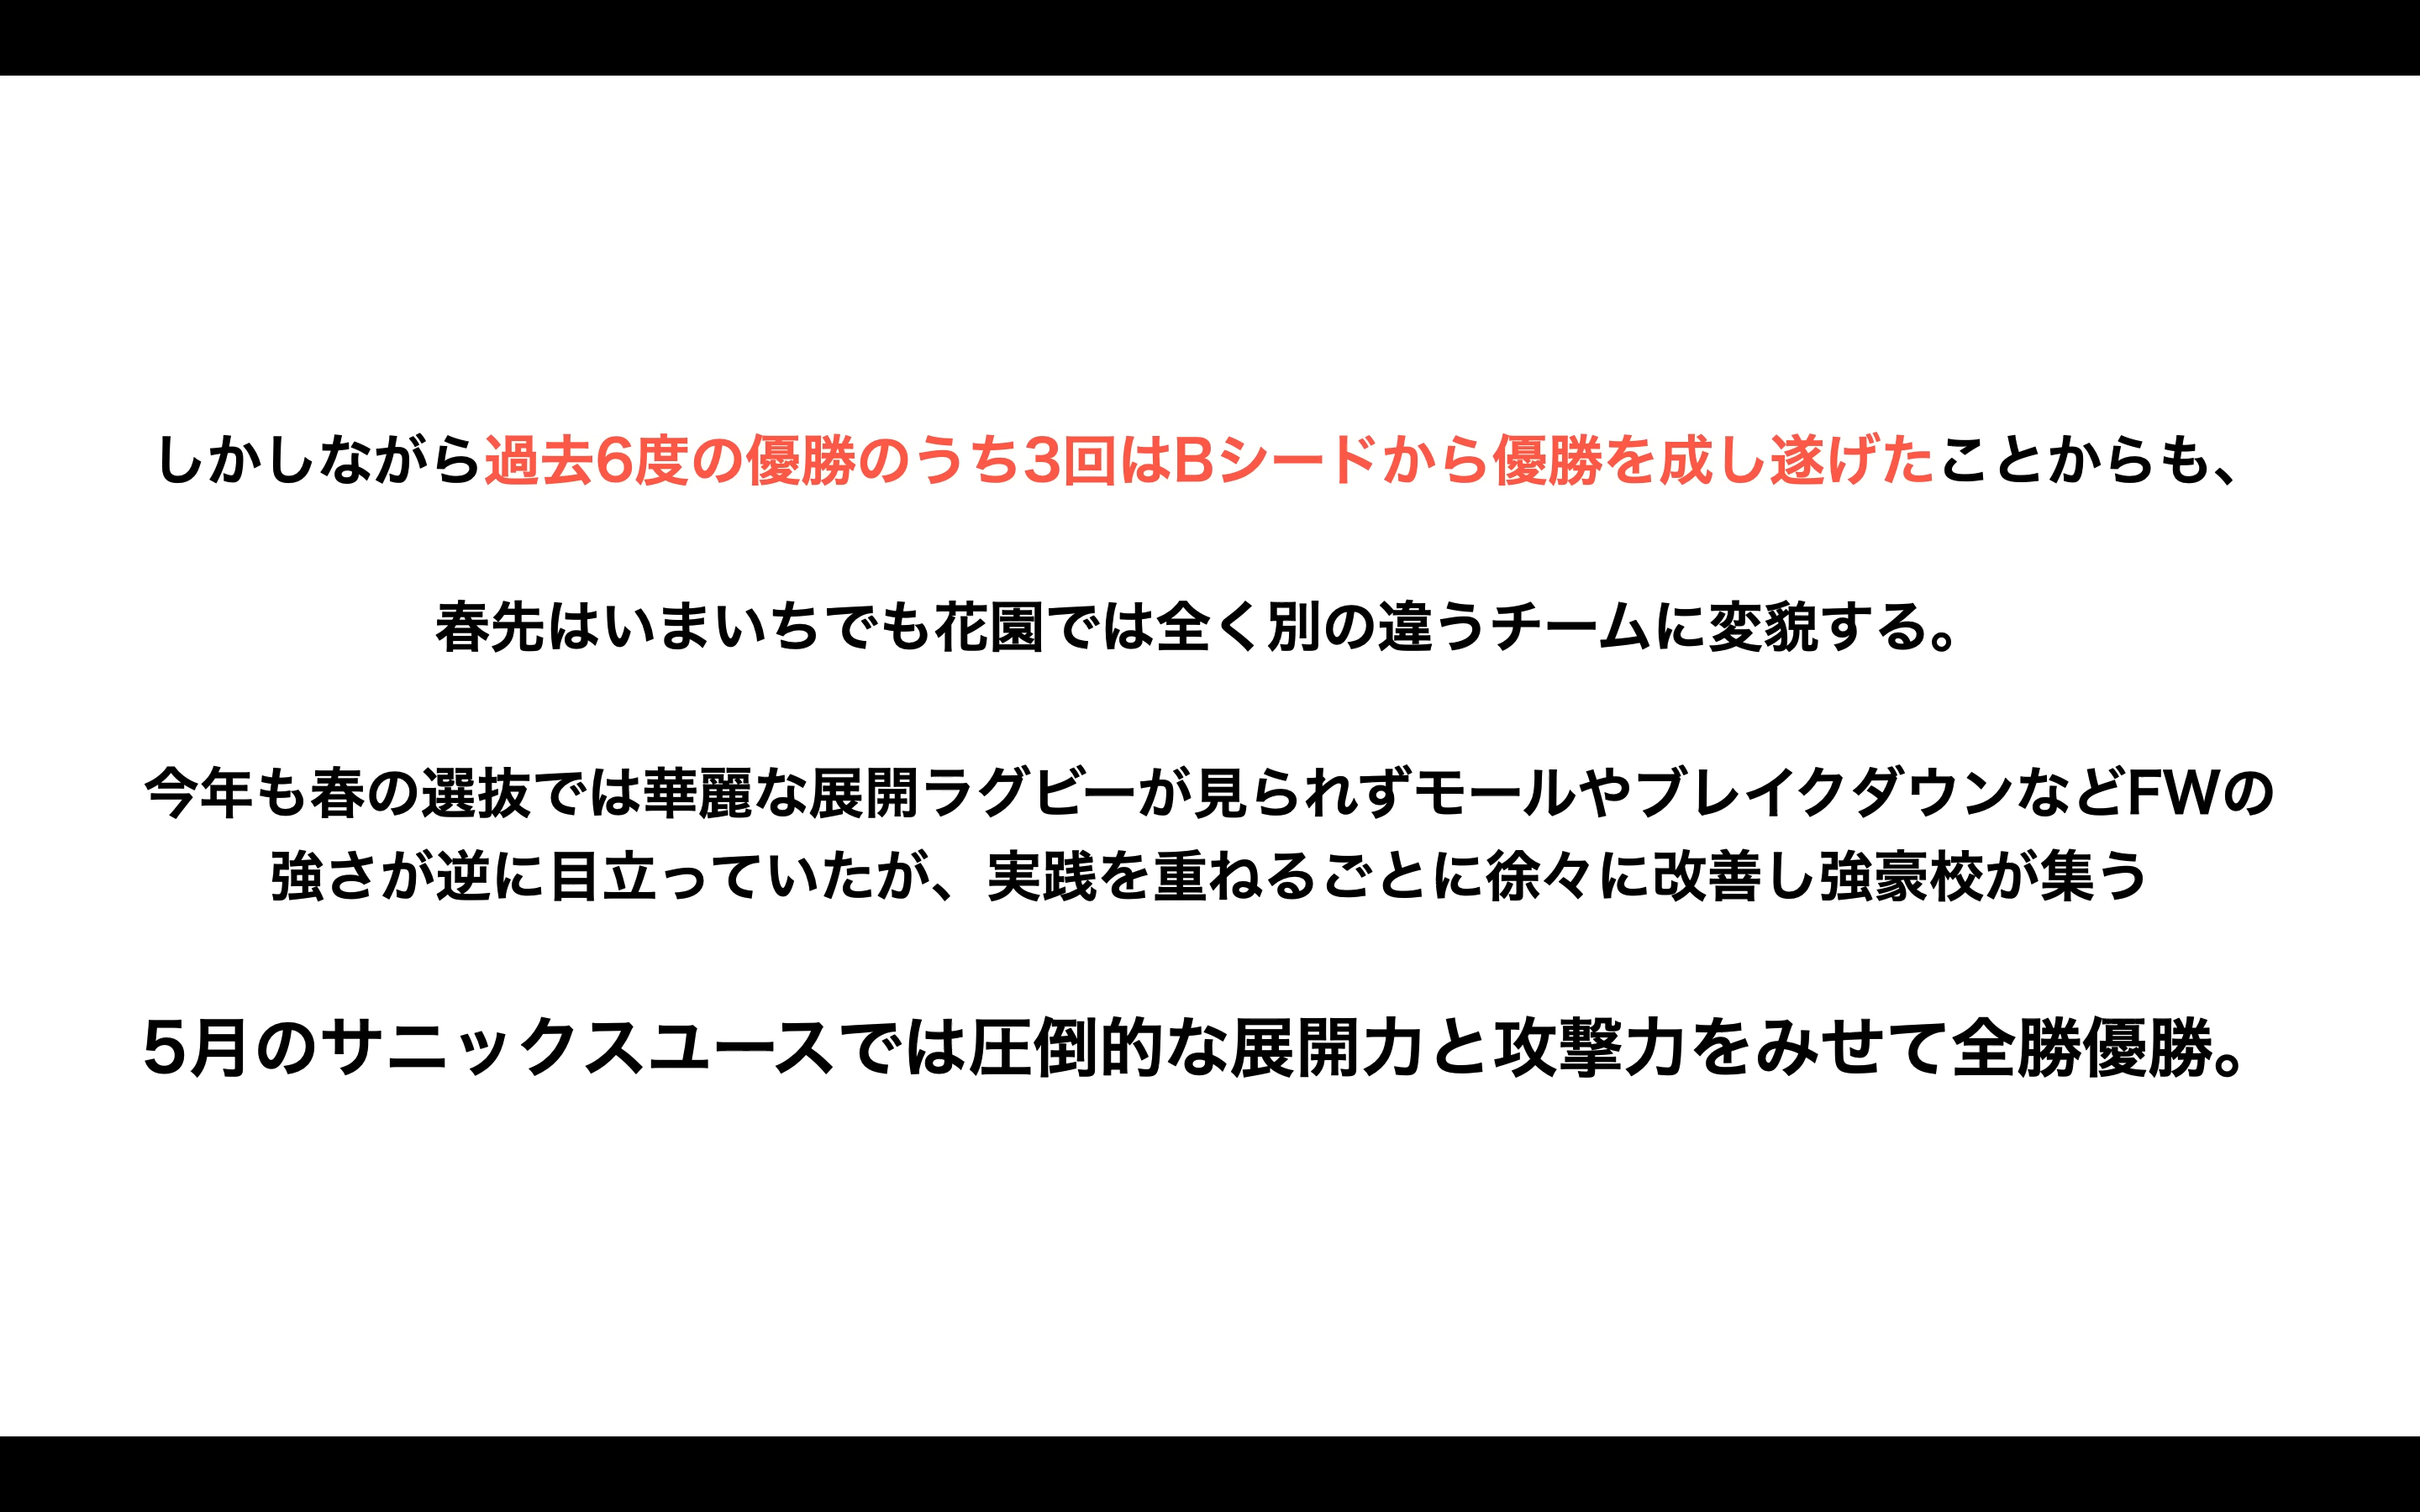 しかしながら過去6度の優勝のうち3回はBシードから優勝を成し遂げたことからも、
春先はいまいちでも花園では全く別の違うチームに変貌する。
今年も春の選抜では華麗な展開ラグビーが見られずモールやブレイクダウンなどFWの
強さが逆に目立っていたが、実践を重ねるごとに徐々に改善し強豪校が集う
5月のサニックスユースでは圧倒的な展開力と攻撃力をみせて全勝優勝。